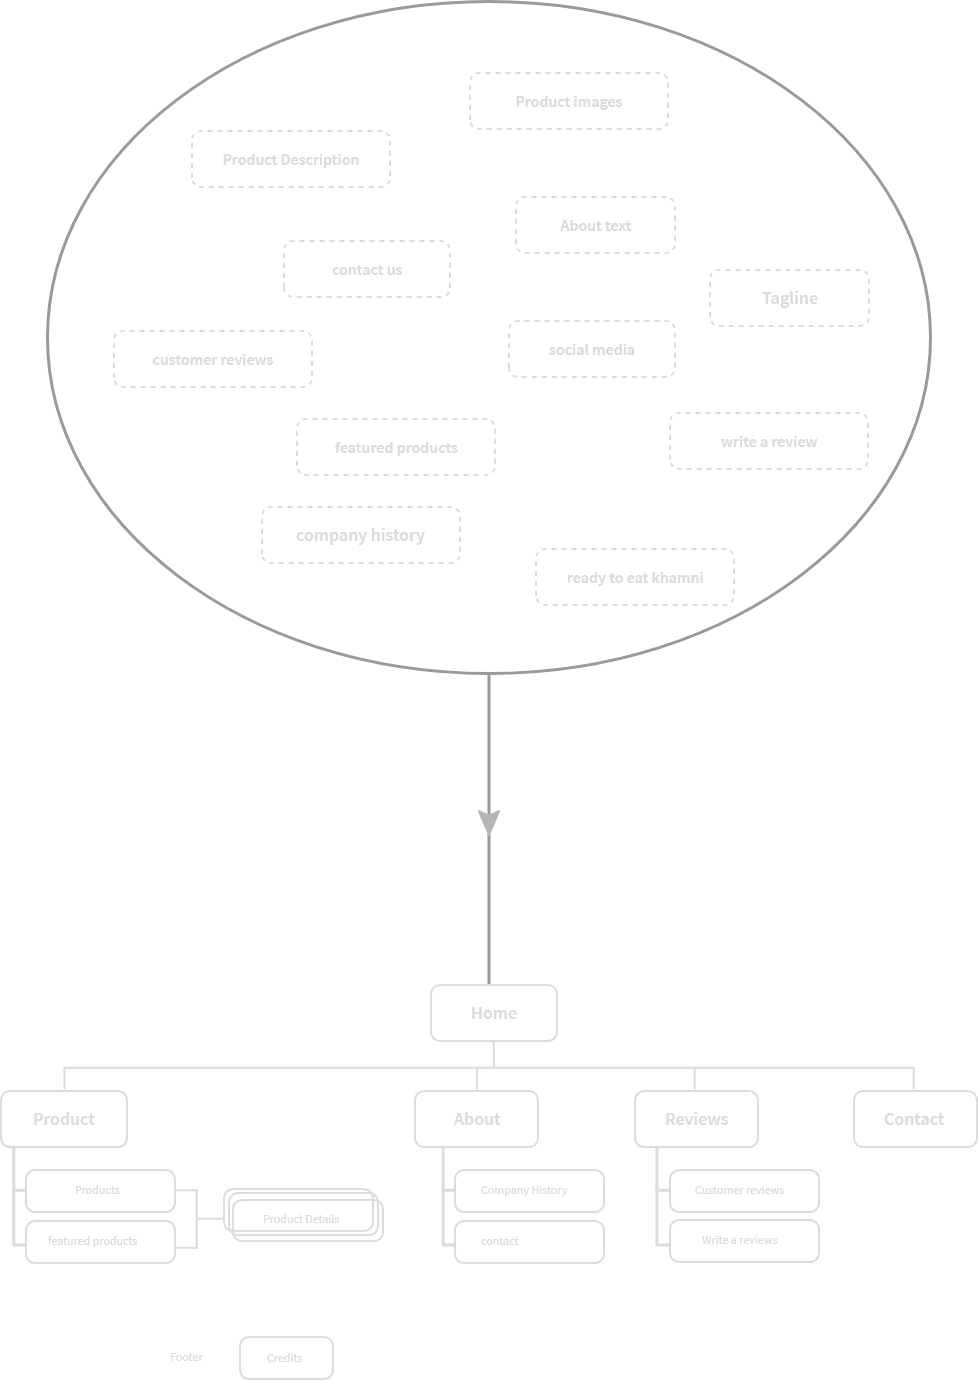 Product images
Product Description
About text
contact us
Tagline
social media
customer reviews
write a review
featured products
company history
ready to eat khamni
Home
Product
About
Reviews
Contact
Products
Company History
Customer reviews
Product Details
featured products
contact
Write a reviews
Footer
Credits